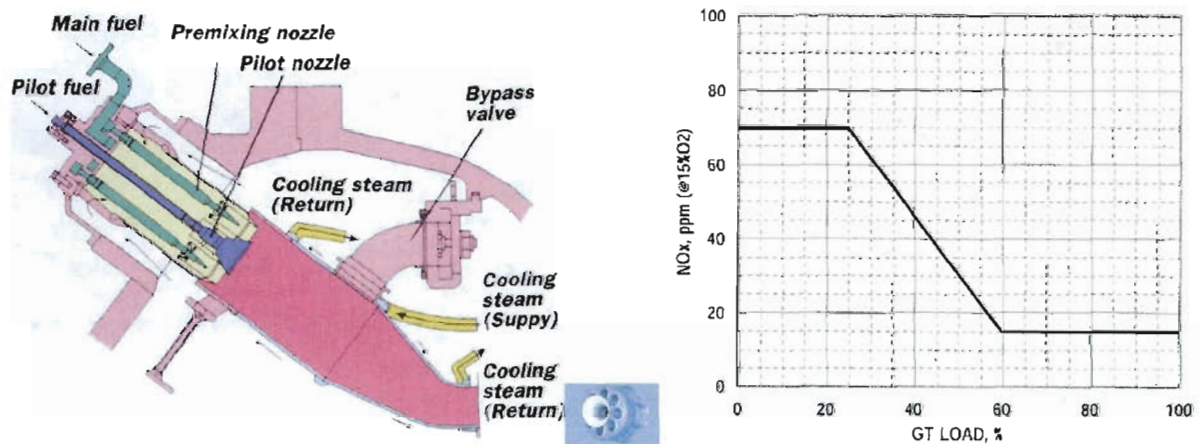 Main fuel
Premixing nozzle
Pilot nozzle
Pilot fuel
Bypass
valve
Cooling steam
(Return)
Cooling
steam
(Suppy)
Cooling
steam
(Return)
NOx, ppm (@15%O2)
100
80
60
40
20
0
0 20 40 60 80 100
GT LOAD, %